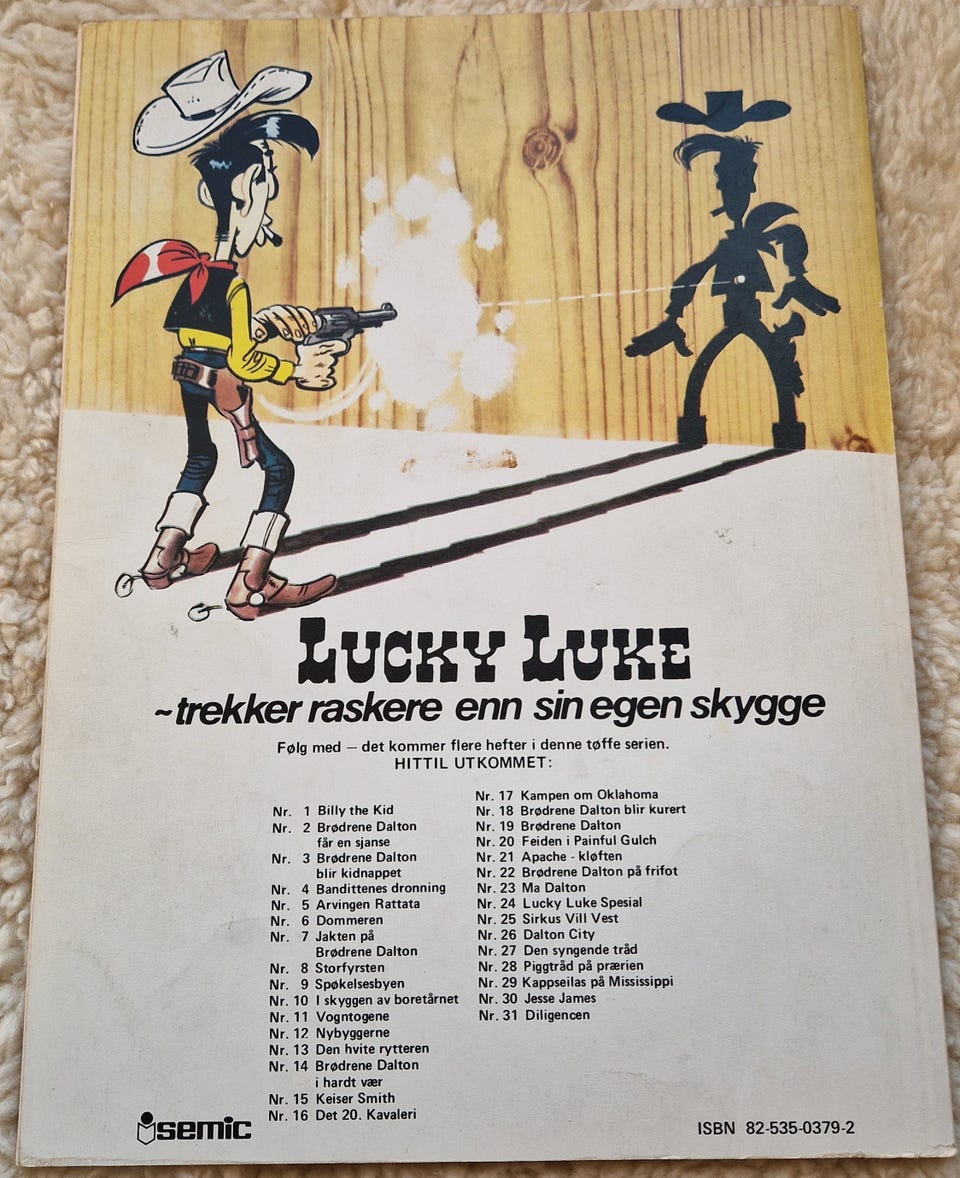 LUCKY LUKE
~trekker raskere enn sin egen skygge
Følg med — det kommer flere hefter i denne tøffe serien.
HITTIL UTKOMMET:
Nr. 1 Billy the Kid
Nr. 2 Brødrene Dalton
får en sjanse
Nr. 3 Brødrene Dalton
blir kidnappet
Nr. 4 Bandittenes dronning
Nr. 5 Arvingen Rattata
Nr. 6 Dommeren
Nr. 7 Jakten på
Brødrene Dalton
Nr. 8 Storfyrsten
Nr. 9 Spøkelsesbyen
Nr. 10 I skyggen av boretårnet
Nr. 11 Vogntogene
Nr. 12 Nybyggerne
Nr. 13 Den hvite rytteren
Nr. 14 Brødrene Dalton
i hardt vær
Nr. 15 Keiser Smith
Nr. 16 Det 20. Kavaleri
Nr. 17 Kampen om Oklahoma
Nr. 18 Brødrene Dalton blir kurert
Nr. 19 Brødrene Dalton
Nr. 20 Feiden i Painful Gulch
Nr. 21 Apache - kløften
Nr. 22 Brødrene Dalton på frifot
Nr. 23 Ma Dalton
Nr. 24 Lucky Luke Spesial
Nr. 25 Sirkus Vill Vest
Nr. 26 Dalton City
Nr. 27 Den syngende tråd
Nr. 28 Piggtråd på prærien
Nr. 29 Kappseilas på Mississippi
Nr. 30 Jesse James
Nr. 31 Diligencen
semic
ISBN 82-535-0379-2